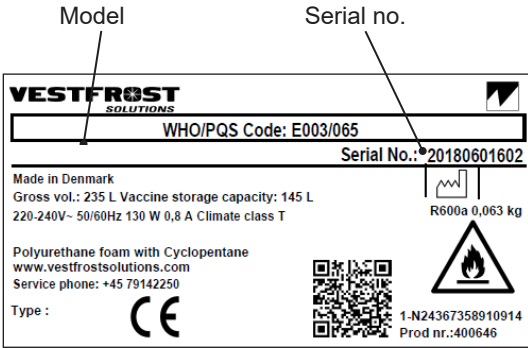 Model
Serial no.
VESTFROST
SOLUTIONS
WHO/PQS Code: E003/065
Serial No.: 20180601602
Made in Denmark
Gross vol.: 235 L Vaccine storage capacity: 145 L
220-240V~ 50/60Hz 130 W 0,8 A Climate class T
R600a 0,063 kg
Polyurethane foam with Cyclopentane
www.vestfrostsolutions.com
Service phone: +45 79142250
Type :
CE
1-N24367358910914
Prod nr.:400646